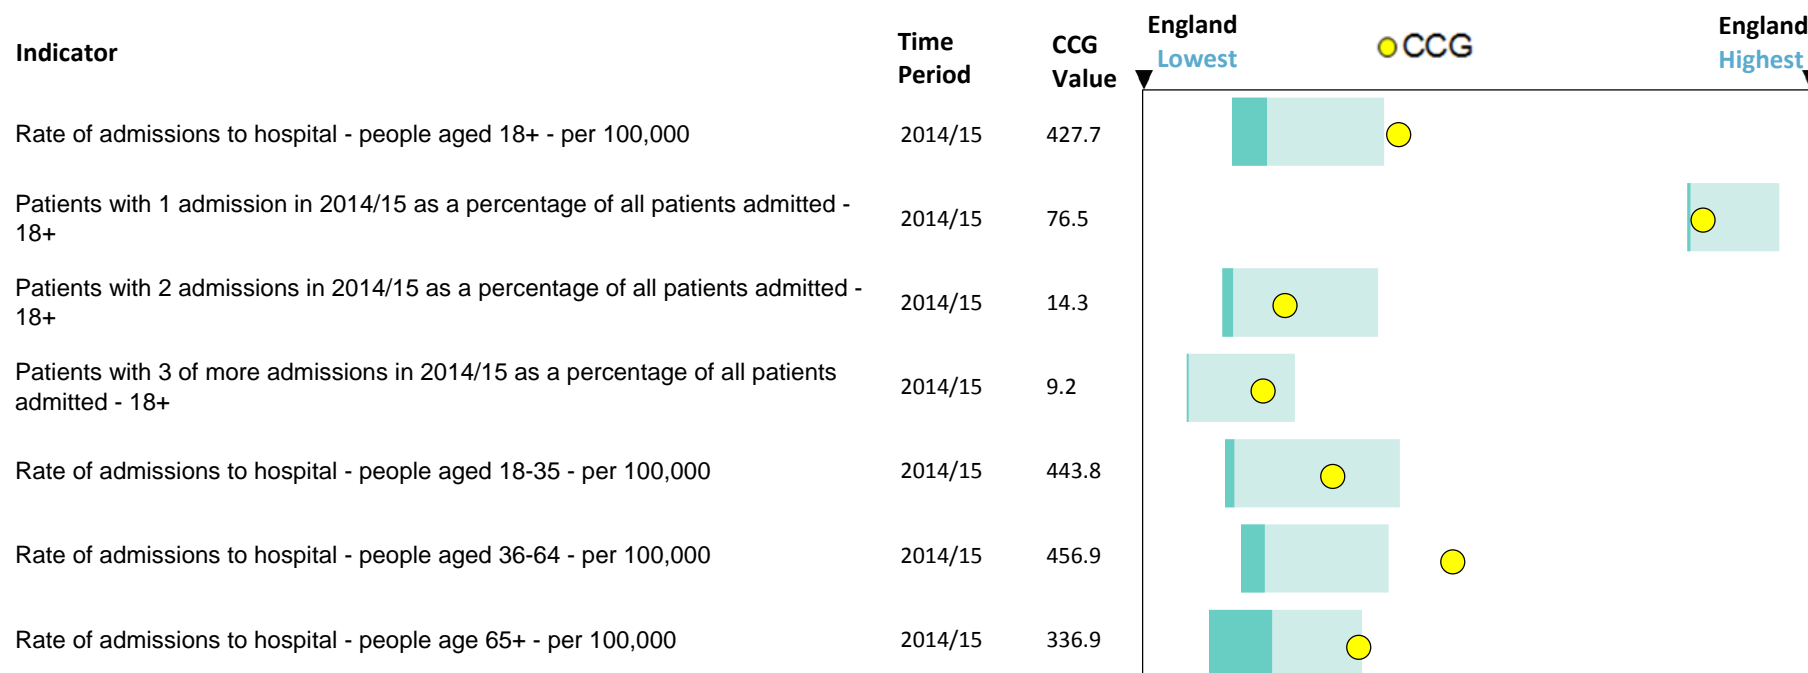 Indicator
Time Period
CCG Value
England Lowest
CCG
England Highest
Rate of admissions to hospital - people aged 18+ - per 100,000 2014/15 427.7
Patients with 1 admission in 2014/15 as a percentage of all patients admitted -
18+
2014/15 76.5
Patients with 2 admissions in 2014/15 as a percentage of all patients admitted -
18+
2014/15 14.3
Patients with 3 of more admissions in 2014/15 as a percentage of all patients
admitted - 18+
2014/15 9.2
Rate of admissions to hospital - people aged 18-35 - per 100,000 2014/15 443.8
Rate of admissions to hospital - people aged 36-64 - per 100,000 2014/15 456.9
Rate of admissions to hospital - people age 65+ - per 100,000 2014/15 336.9